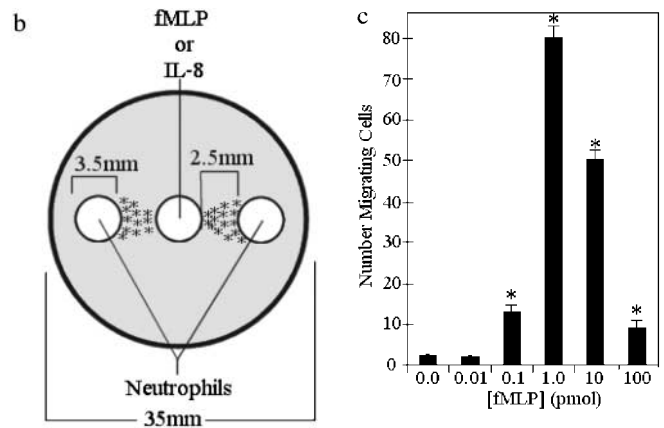 b
fMLP
or
IL-8
3.5mm
2.5mm
Neutrophils
35mm
c
Number Migrating Cells
80
70
60
50
40
30
20
10
0
*
*
*
*
0.0 0.01 0.1 1.0 10 100
[fMLP] (pmol)